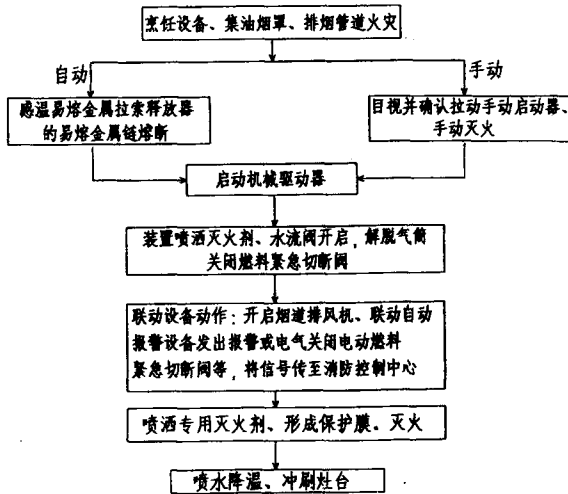 烹饪设备、集油烟罩、排烟管道火灾
自动
手动
感温易熔金属拉索释放器
的易熔金属链熔断
目视并确认拉动手动启动器、
手动灭火
启动机械驱动器
装置喷洒灭火剂、水流阀开启，解脱气筒
关闭燃料紧急切断阀
联动设备动作：开启烟道排风机、联动自动
报警设备发出报警或电气关闭电动燃料
紧急切断阀等，将信号传至消防控制中心
喷洒专用灭火剂、形成保护膜、灭火
喷水降温、冲刷灶台